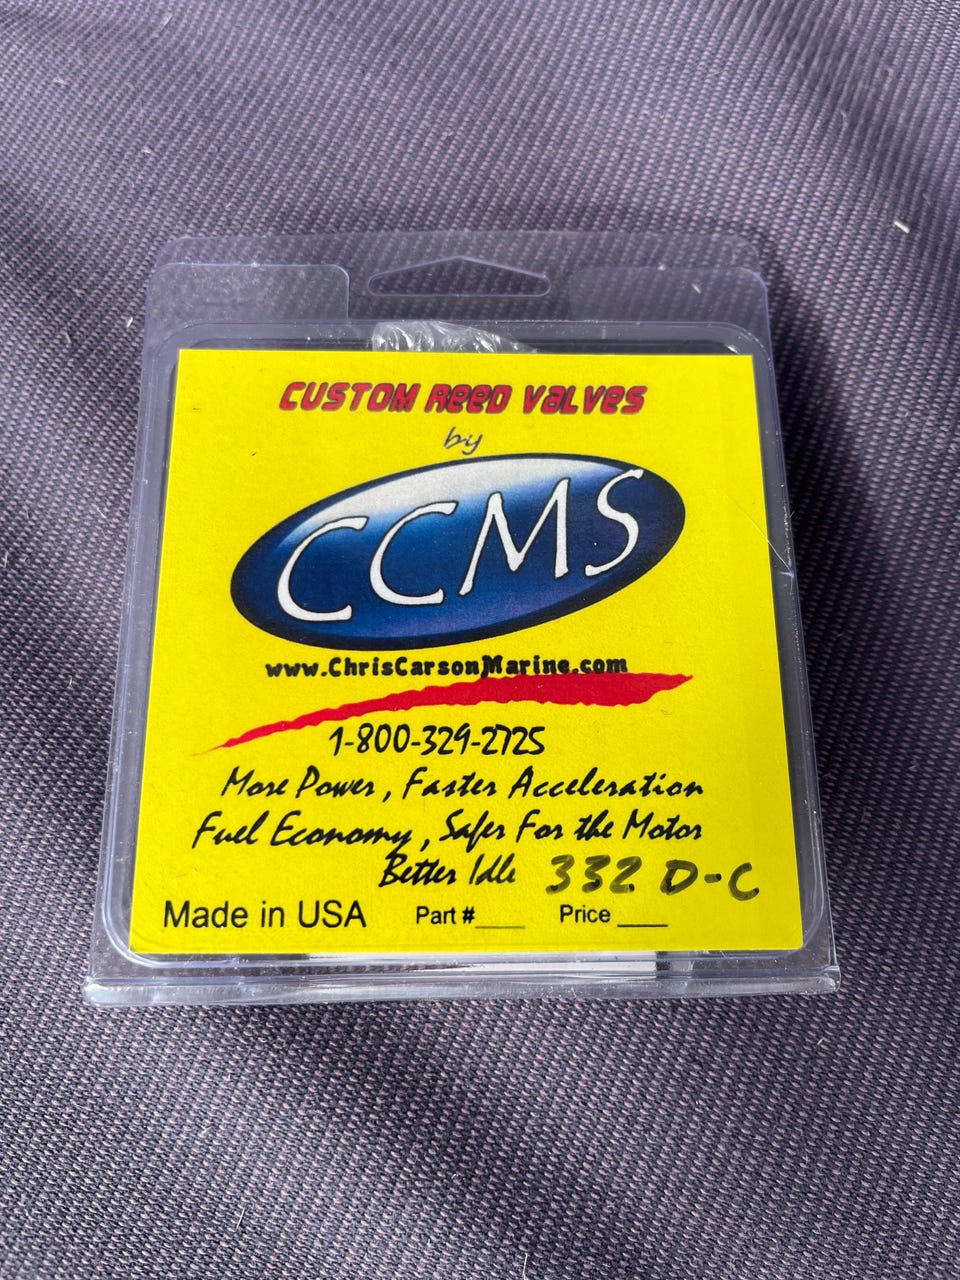 CUSTOM REED VALVES
by
CCMS
www.ChrisCarsonMarine.com
1-800-329-2725
More Power, Faster Acceleration
Fuel Economy, Safer For the Motor
Better Idle 332 D-C
Made in USA Part #____ Price ____